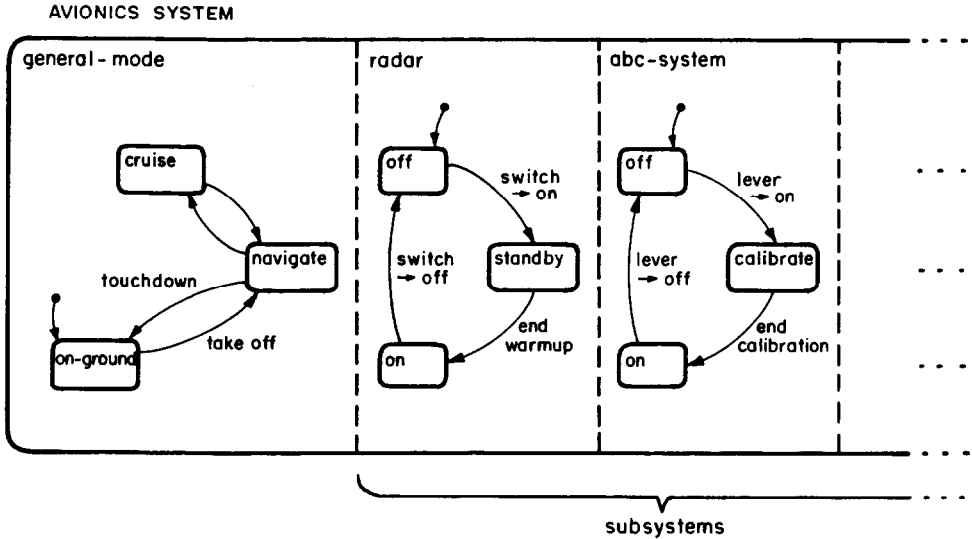 AVIONICS SYSTEM
general-mode
cruise
navigate
touchdown
take off
on-ground
radar
off
switch
→ on
switch
→ off
standby
end
warmup
on
abc-system
off
lever
→ on
lever
→ off
calibrate
end
calibration
on
subsystems